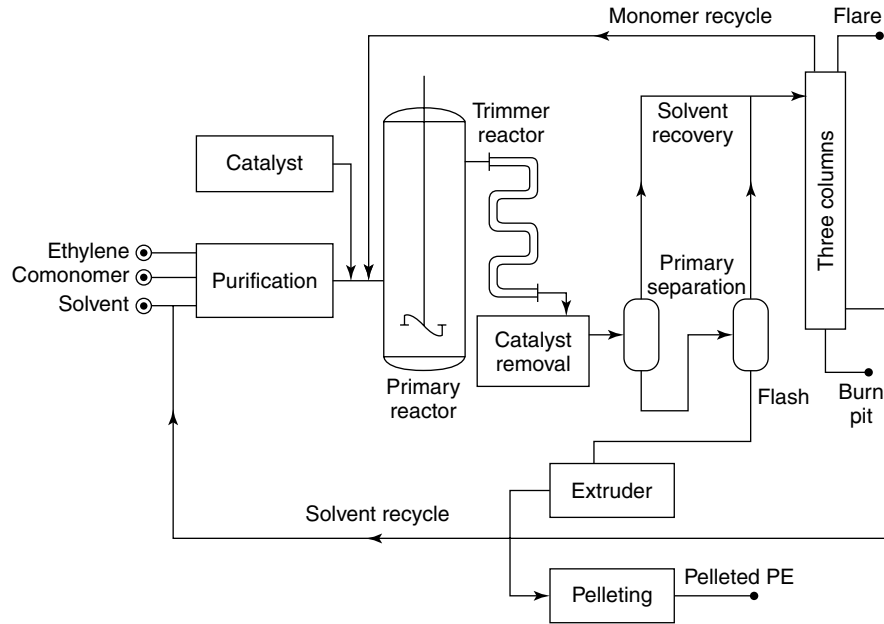 Monomer recycle
Flare
Trimmer
reactor
Solvent
recovery
Catalyst
Three columns
Ethylene
Comonomer
Solvent
Purification
Primary
separation
Catalyst
removal
Primary
reactor
Flash
Burn
pit
Extruder
Solvent recycle
Pelleting
Pelleted PE